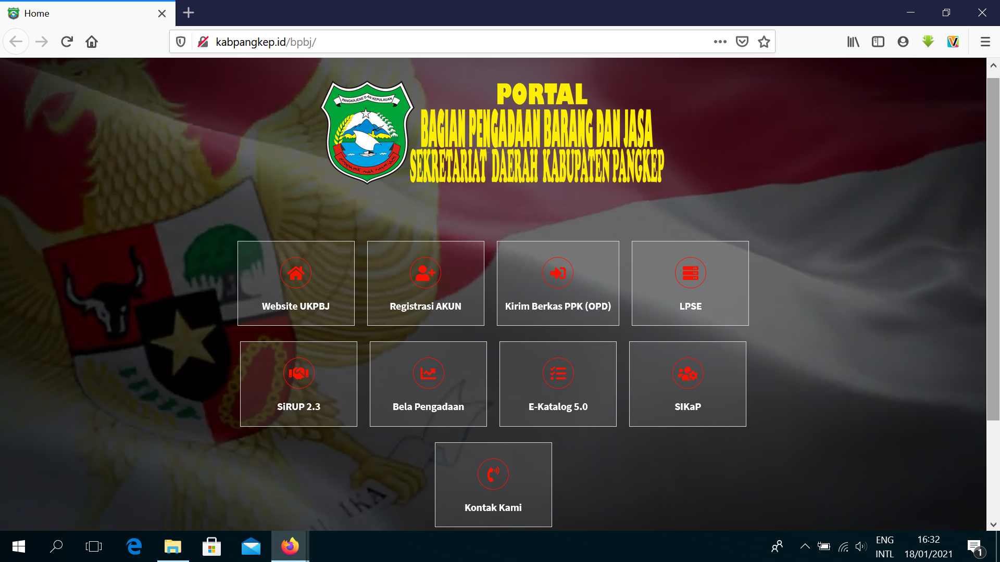 Home
kabpangkep.id/bpbj/
PANGKAJENE DAN KEPULAUAN
PORTAL
BAGIAN PENGADAAN BARANG DAN JASA
SEKRETARIAT DAERAH KABUPATEN PANGKEP
Website UKPBJ
Registrasi AKUN
Kirim Berkas PPK (OPD)
LPSE
SiRUP 2.3
Bela Pengadaan
E-Katalog 5.0
SIKaP
IKA
Kontak Kami
ENG
16:32
INTL
18/01/2021
1